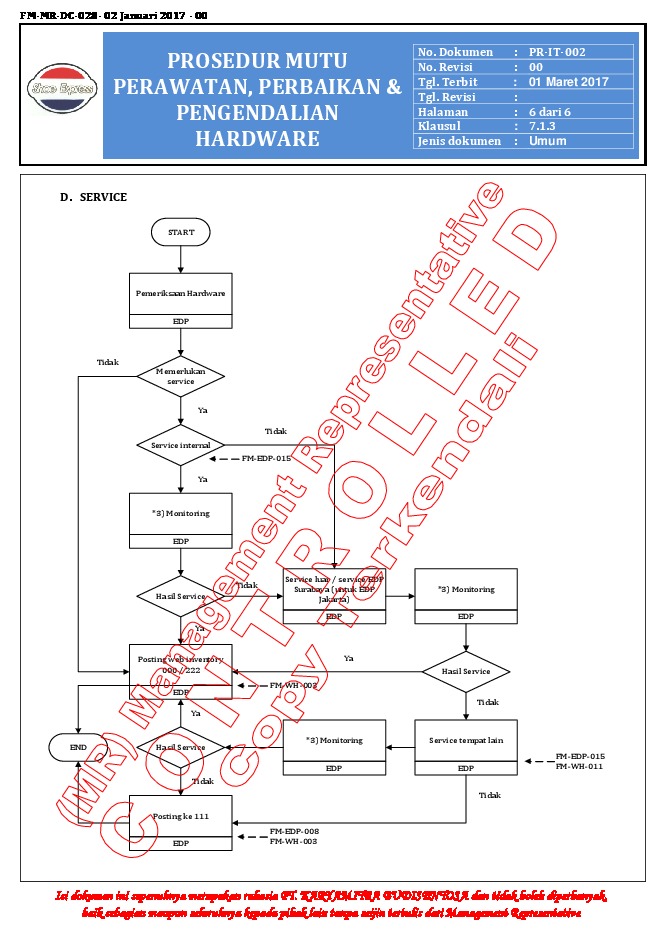 FM-MR-DC-028 - 02 Januari 2017 - 00
Shoes Express
PROSEDUR MUTU
PERAWATAN, PERBAIKAN &
PENGENDALIAN
HARDWARE
No. Dokumen : PR-IT-002
No. Revisi : 00
Tgl. Terbit : 01 Maret 2017
Tgl. Revisi :
Halaman : 6 dari 6
Klausul : 7.1.3
Jenis dokumen : Umum
D. SERVICE
START
Pemeriksaan Hardware
EDP
Tidak
Memerlukan
service
Ya
Tidak
Service internal
FM-EDP-015
Ya
*3) Monitoring
EDP
Hasil Service
Tidak
Service luar / service EDP
Surabaya (untuk EDP
Jakarta)
EDP
*3) Monitoring
EDP
Ya
Posting web inventory
000 / 222
EDP
FM-WH-003
Ya
Hasil Service
Tidak
Ya
END
Hasil Service
*3) Monitoring
EDP
Service tempat lain
EDP
FM-EDP-015
FM-WH-011
Tidak
Tidak
Posting ke 111
EDP
FM-EDP-008
FM-WH-003
(MR) Management Representative
CONTROLLED
Copy Terkendali
Isi dokumen ini sepenuhnya merupakan rahasia PT. KARYAMITRA BUDISENTOSA dan tidak boleh diperbanyak,
baik sebagian maupun seluruhnya kepada pihak lain tanpa seijin tertulis dari Management Representative